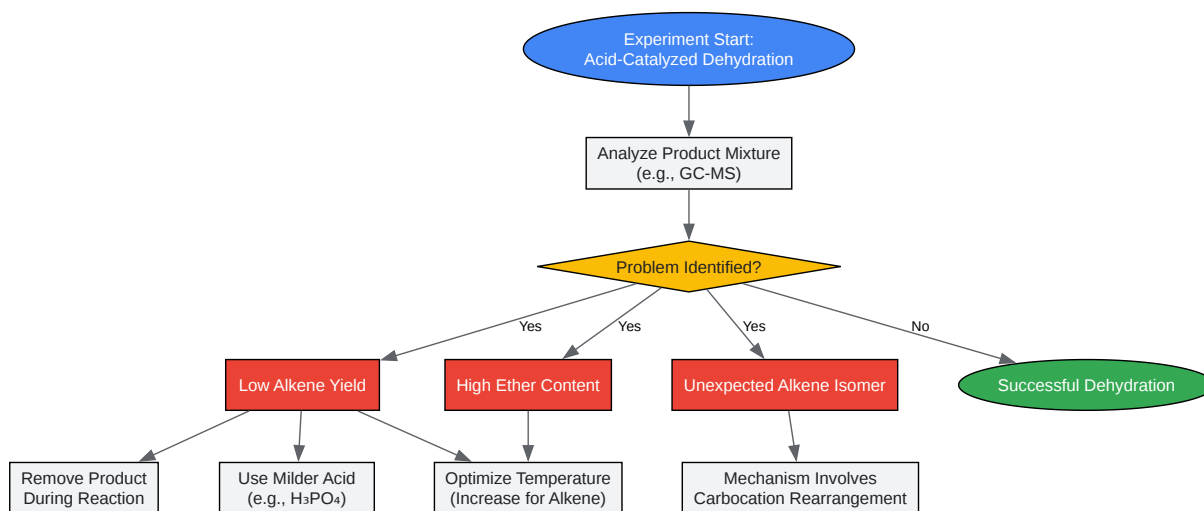 Experiment Start:
Acid-Catalyzed Dehydration
Analyze Product Mixture
(e.g., GC-MS)
Problem Identified?
Yes
Yes
Yes
No
Low Alkene Yield
High Ether Content
Unexpected Alkene Isomer
Successful Dehydration
Remove Product
During Reaction
Use Milder Acid
(e.g., H₃PO₄)
Optimize Temperature
(Increase for Alkene)
Mechanism Involves
Carbocation Rearrangement